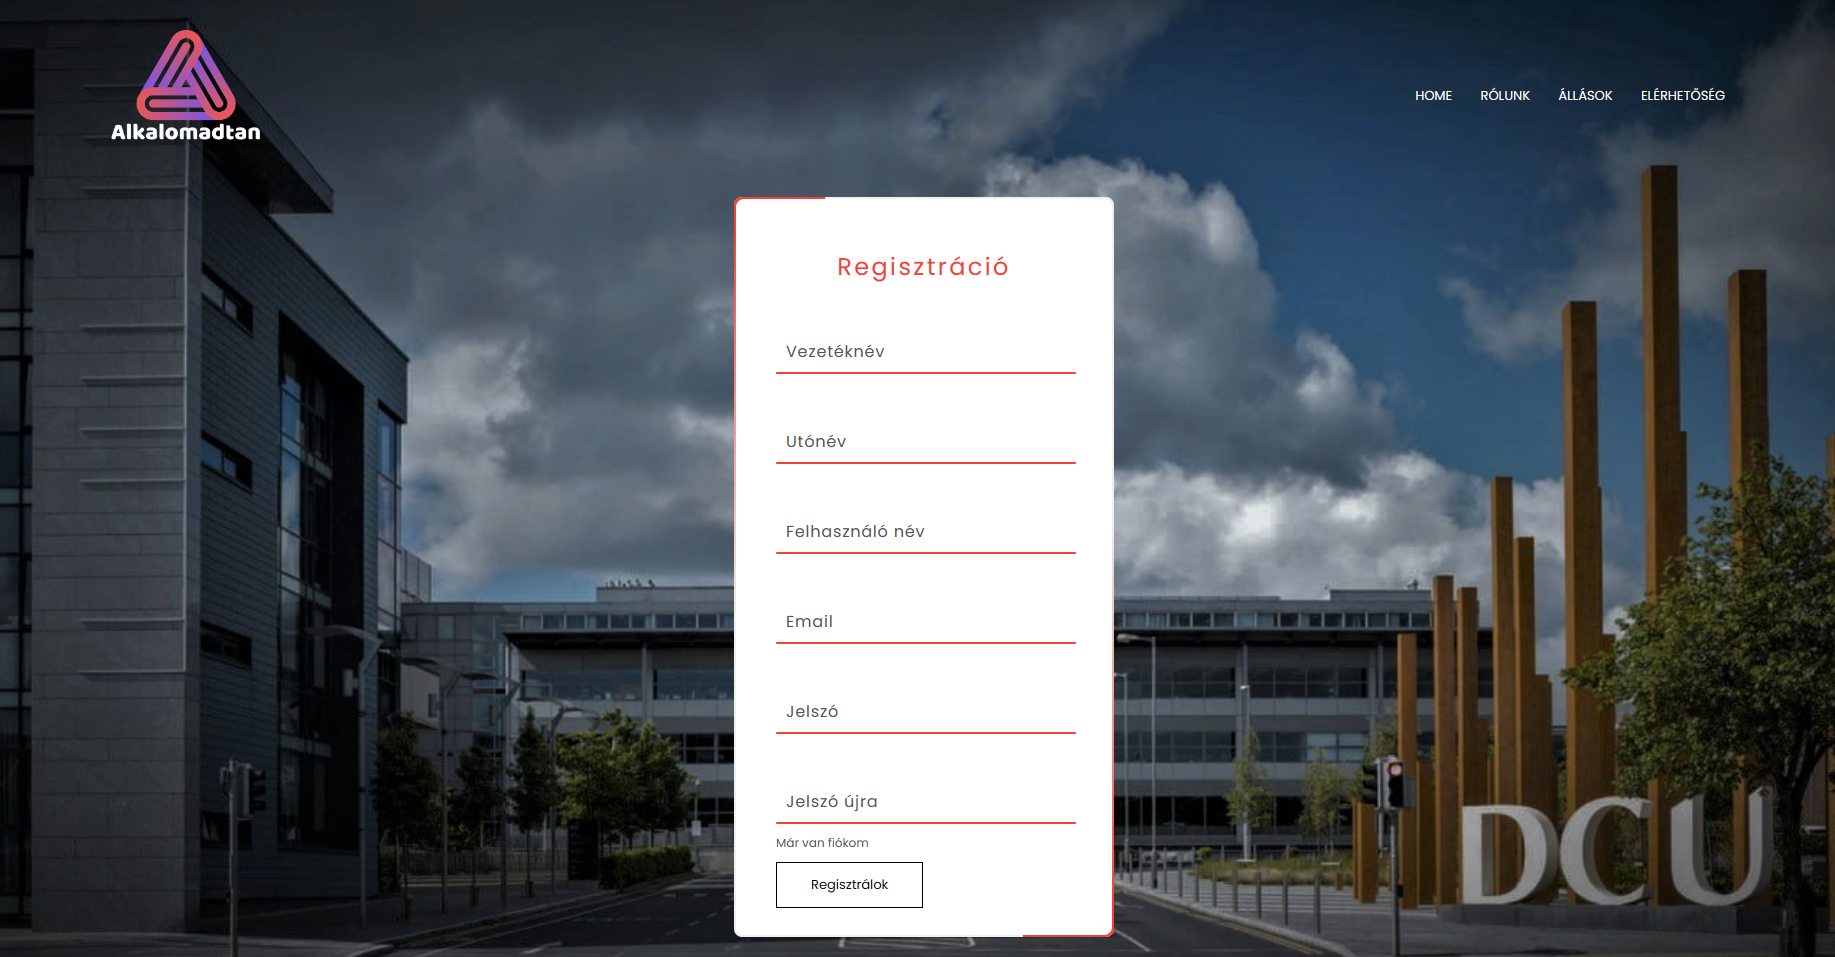 Alkalomadtan
HOME RÓLUNK ÁLLÁSOK ELÉRHETŐSÉG
Regisztráció
Vezetéknév
Utónév
Felhasználó név
Email
Jelszó
Jelszó újra
Már van fiókom
Regisztrálok
DCU